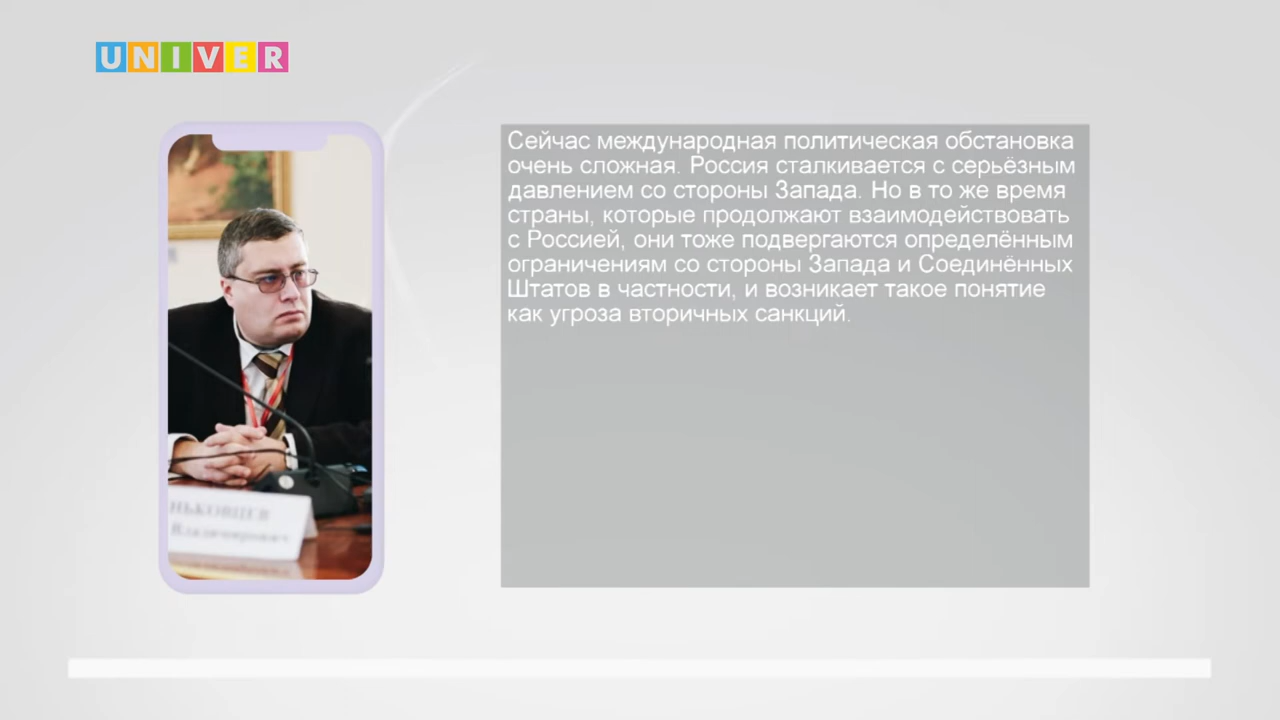 UNIVER
Сейчас международная политическая обстановка
очень сложная. Россия сталкивается с серьёзным
давлением со стороны Запада. Но в то же время
страны, которые продолжают взаимодействовать
с Россией, они тоже подвергаются определённым
ограничениям со стороны Запада и Соединённых
Штатов в частности, и возникает такое понятие
как угроза вторичных санкций.
НЬКОВЦЕВ
Владимирович